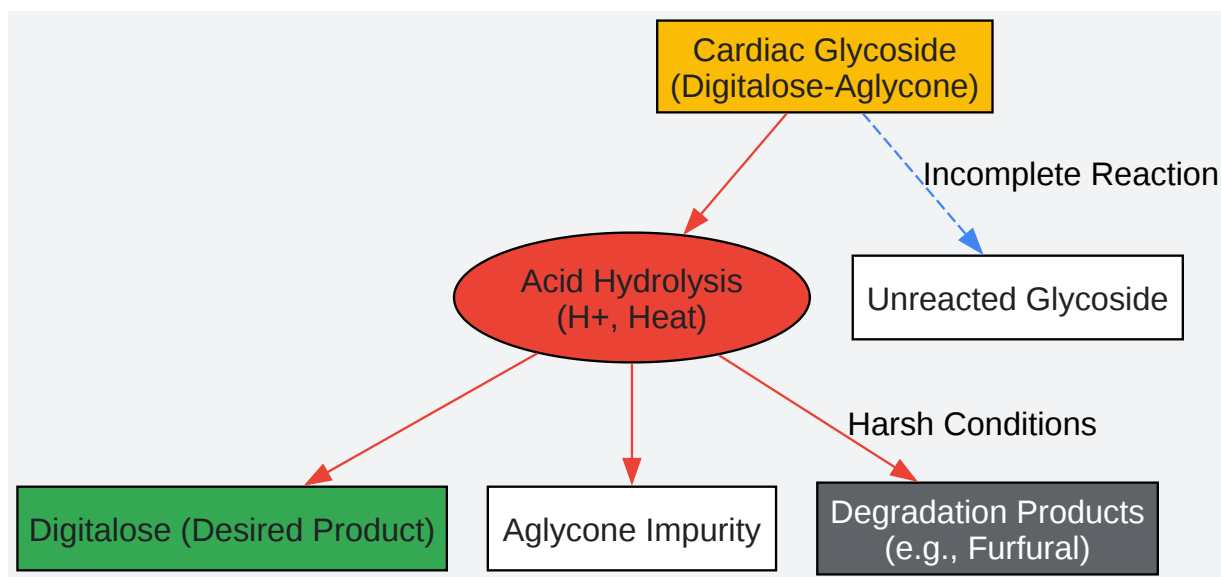 Cardiac Glycoside
(Digitalose-Aglycone)
Incomplete Reaction
Acid Hydrolysis
(H+, Heat)
Unreacted Glycoside
Harsh Conditions
Digitalose (Desired Product)
Aglycone Impurity
Degradation Products
(e.g., Furfural)